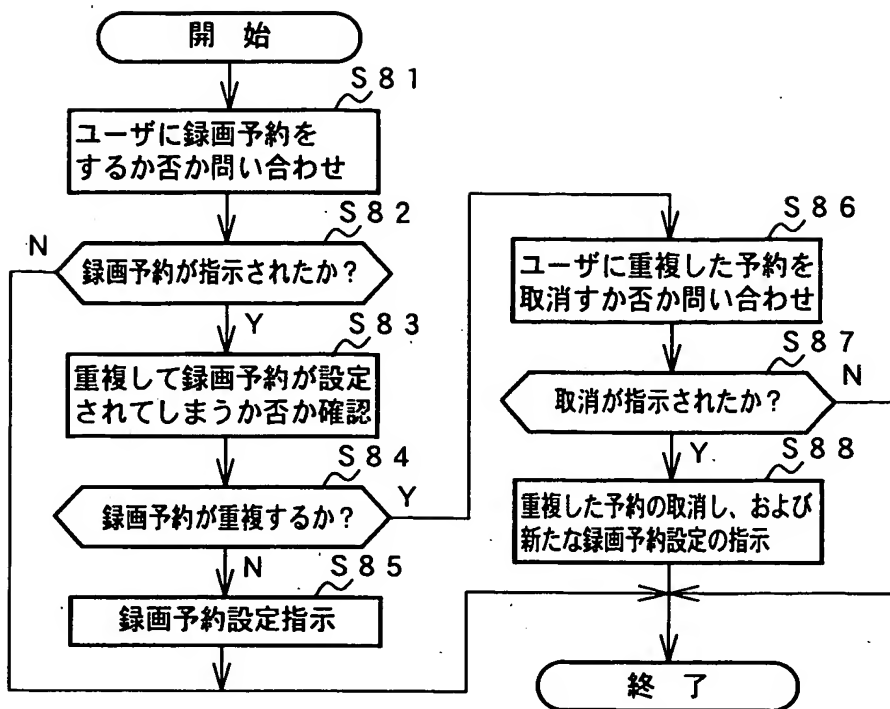 開 始
S81
ユーザに録画予約を
するか否か問い合わせ
S82
N
録画予約が指示されたか?
Y
S83
重複して録画予約が設定
されてしまうか否か確認
S84
録画予約が重複するか?
Y
N
S85
録画予約設定指示
S86
ユーザに重複した予約を
取消すか否か問い合わせ
S87
N
取消が指示されたか?
Y
S88
重複した予約の取消し、および
新たな録画予約設定の指示
終 了